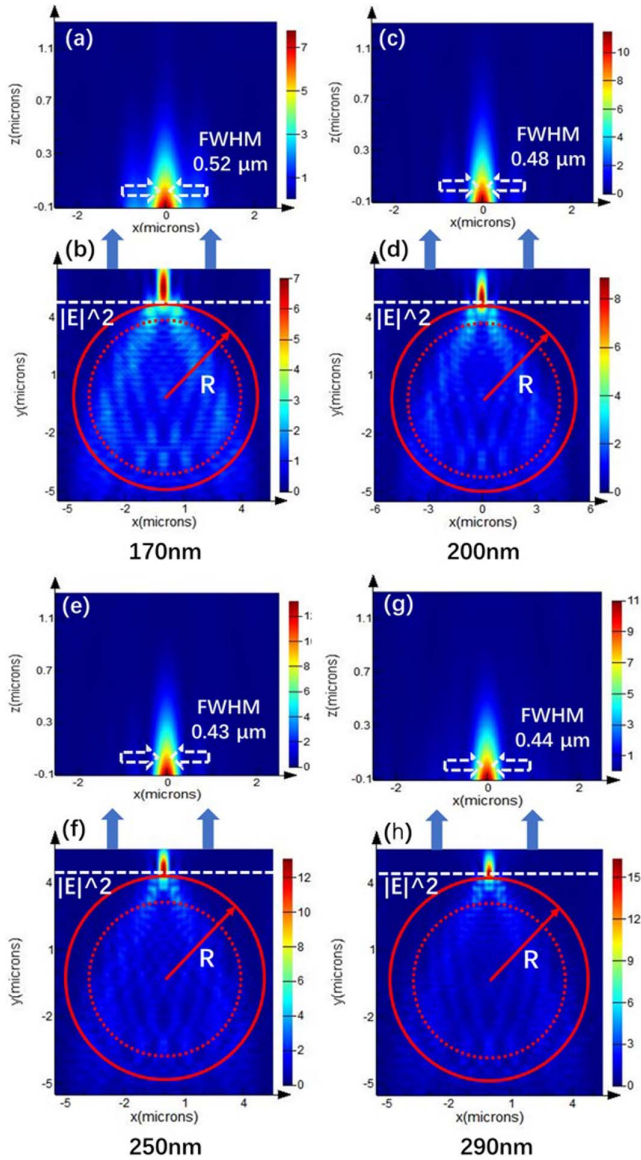 (a)
z(microns)
1.1
0.7
0.3
-0.1
-2
0
2
x(microns)
7
5
3
1
FWHM
0.52 μm
(c)
z(microns)
1.1
0.7
0.3
-0.1
-2
0
2
x(microns)
10
8
6
4
2
FWHM
0.48 μm
(b)
|E|^2
R
y(microns)
4
1
-2
-5
-5
-2
1
4
x(microns)
7
6
5
4
3
2
1
0
170nm
(d)
|E|^2
R
y(microns)
4
1
-2
-5
-6
-3
0
3
6
x(microns)
8
6
4
2
0
200nm
(e)
z(microns)
1.1
0.7
0.3
-0.1
-2
0
2
x(microns)
12
10
8
6
4
2
0
FWHM
0.43 μm
(g)
z(microns)
1.1
0.7
0.3
-0.1
-2
0
2
x(microns)
11
9
7
5
3
1
FWHM
0.44 μm
(f)
|E|^2
R
y(microns)
4
1
-2
-5
-5
-2
1
4
x(microns)
12
10
8
6
4
2
0
250nm
(h)
|E|^2
R
y(microns)
4
1
-2
-5
-5
-2
1
4
x(microns)
15
10
5
0
290nm